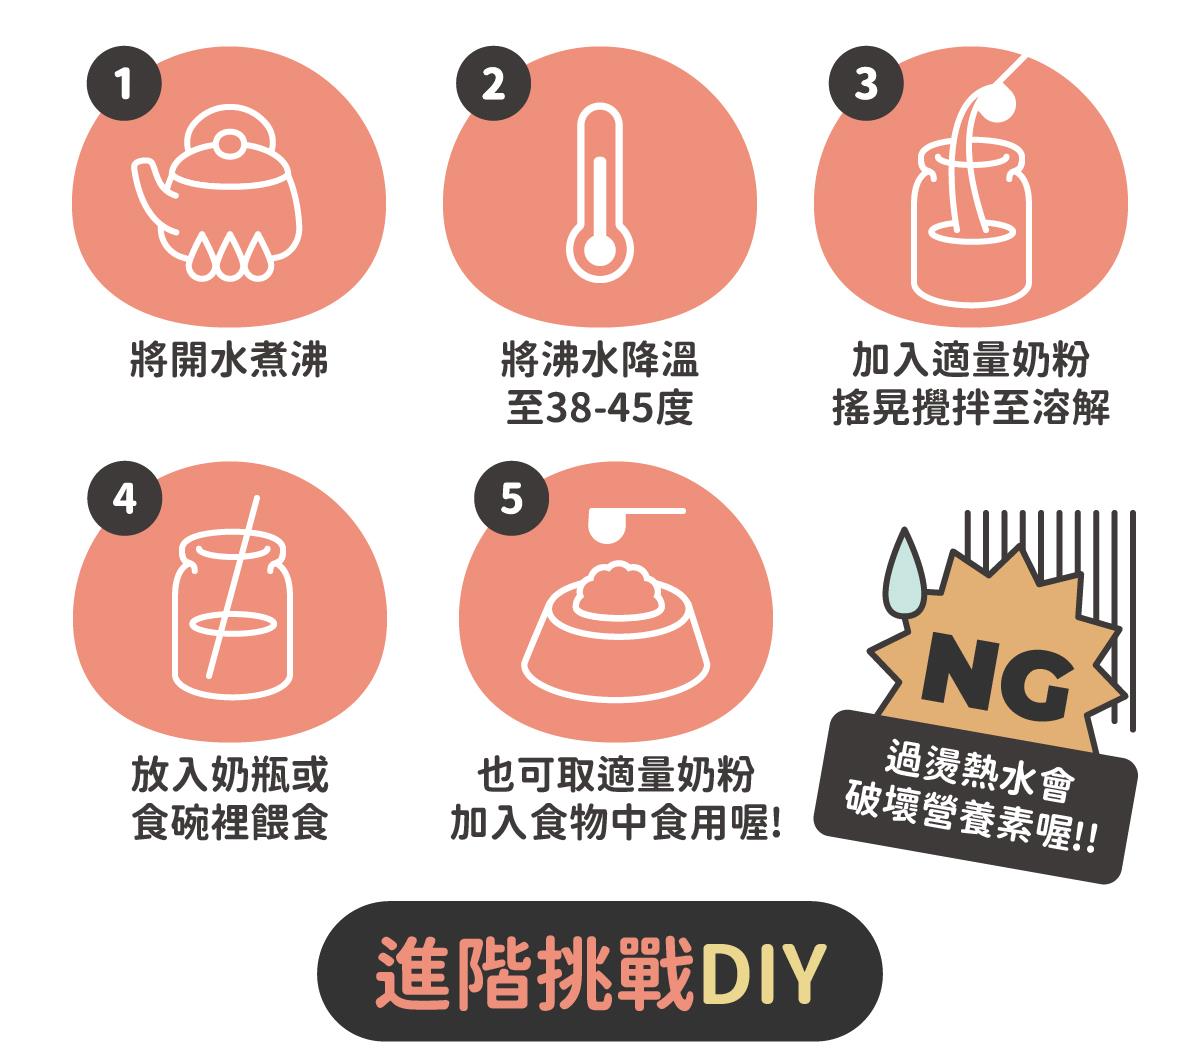 1
將開水煮沸
2
將沸水降溫
至38-45度
3
加入適量奶粉
搖晃攪拌至溶解
4
放入奶瓶或
食碗裡餵食
5
也可取適量奶粉
加入食物中食用喔!
NG
過燙熱水會
破壞營養素喔!!
進階挑戰DIY